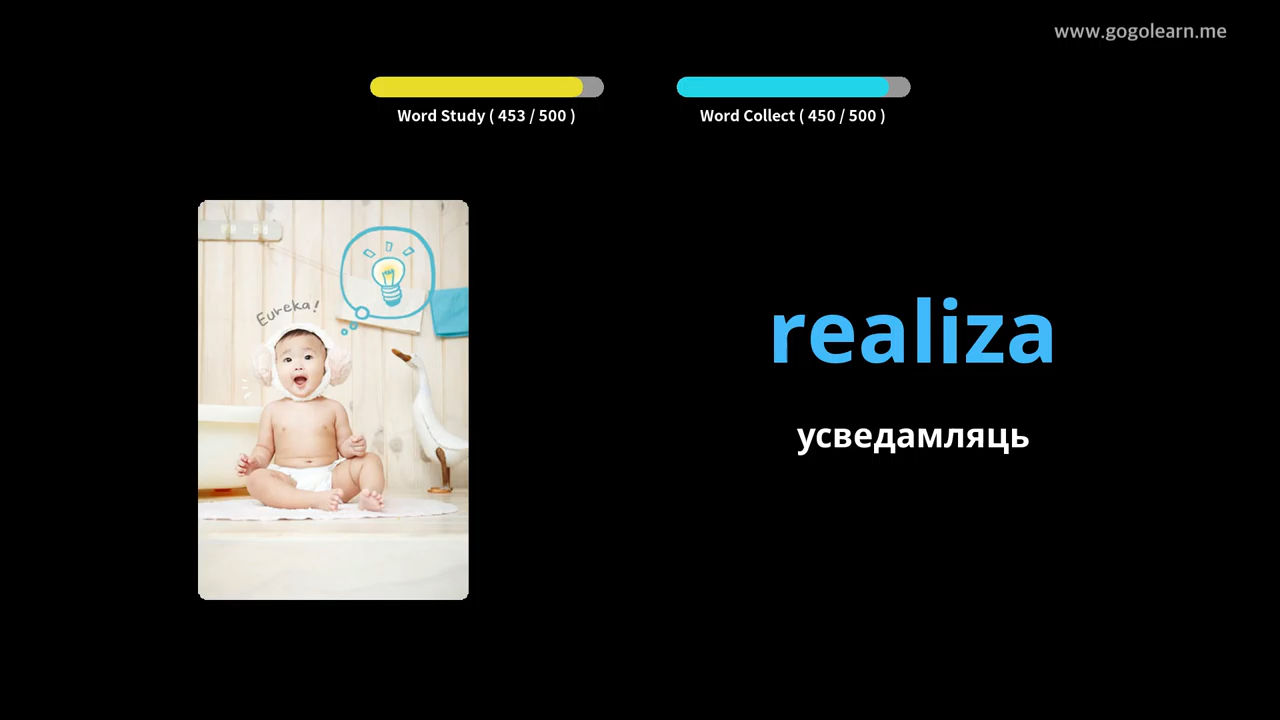 www.gogolearn.me
Word Study ( 453 / 500 )
Word Collect ( 450 / 500 )
Eureka!
realiza
усведамляць